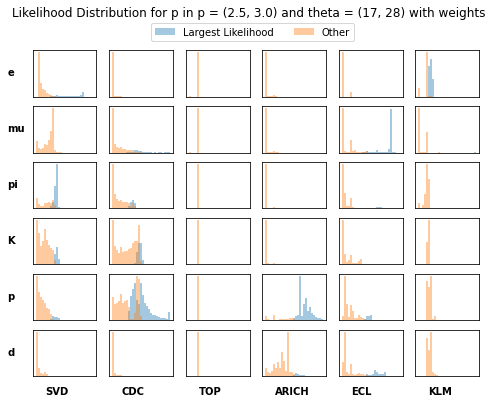 Likelihood Distribution for p in p = (2.5, 3.0) and theta = (17, 28) with weights
Largest Likelihood Other
e
mu
pi
K
p
d
SVD CDC TOP ARICH ECL KLM